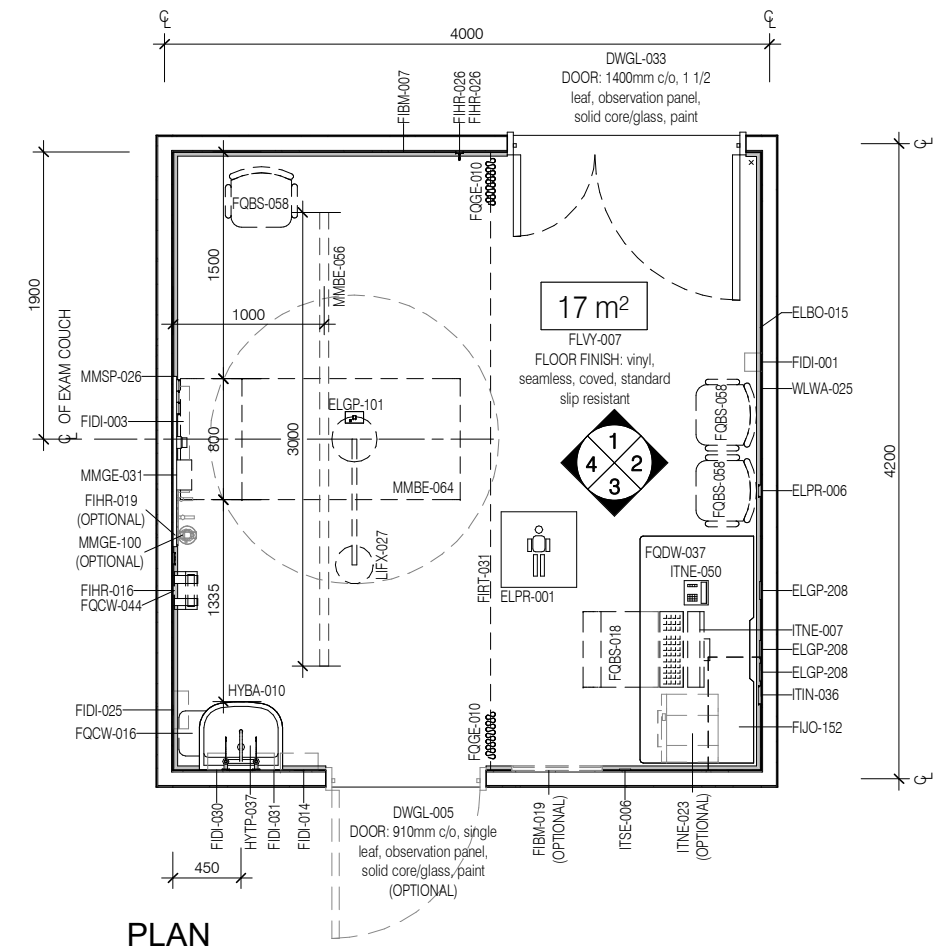 ℄
4000
℄
DWGL-033
DOOR: 1400mm c/o, 1 1/2
leaf, observation panel,
solid core/glass, paint
FIBM-007
FIHR-026
FIHR-026
℄
FQBS-058
FQGE-010
1500
MMBE-056
1900
1000
17 m²
FLVY-007
FLOOR FINISH: vinyl,
seamless, coved, standard
slip resistant
ELBO-015
FIDI-001
WLWA-025
℄ OF EXAM COUCH
MMSP-026
FIDI-003
ELGP-101
800
3000
FQBS-058
1
4 2
3
4200
MMGE-031
MMBE-064
FQBS-058
ELPR-006
FIHR-019
(OPTIONAL)
MMGE-100
(OPTIONAL)
LIFX-027
FIRT-031
ELPR-001
FQDW-037
ITNE-050
FIHR-016
FQCW-044
1335
FQBS-018
ELGP-208
ITNE-007
ELGP-208
ELGP-208
ITIN-036
FIDI-025
HYBA-010
FQCW-016
FQGE-010
FIJO-152
℄
FIDI-030
HYTP-037
FIDI-031
FIDI-014
DWGL-005
DOOR: 910mm c/o, single
leaf, observation panel,
solid core/glass, paint
(OPTIONAL)
FIBM-019
(OPTIONAL)
ITSE-006
ITNE-023
(OPTIONAL)
450
PLAN